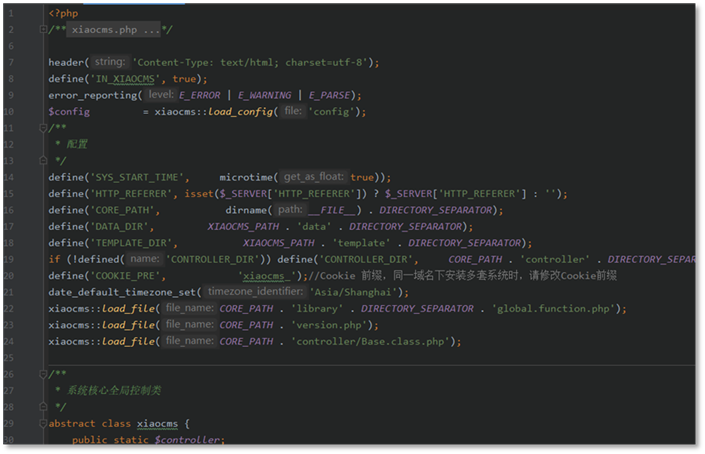 1 <?php
2 /** xiaocms.php ...*/
6
7 header( string: 'Content-Type: text/html; charset=utf-8');
8 define('IN_XIAOCMS', true);
9 error_reporting( level: E_ERROR | E_WARNING | E_PARSE);
10 $config = xiaocms::load_config( file: 'config');
11 /**
12 * 配置
13 */
14 define('SYS_START_TIME', microtime( get_as_float: true));
15 define('HTTP_REFERER', isset($_SERVER['HTTP_REFERER']) ? $_SERVER['HTTP_REFERER'] : '');
16 define('CORE_PATH', dirname( path: __FILE__) . DIRECTORY_SEPARATOR);
17 define('DATA_DIR', XIAOCMS_PATH . 'data' . DIRECTORY_SEPARATOR);
18 define('TEMPLATE_DIR', XIAOCMS_PATH . 'template' . DIRECTORY_SEPARATOR);
19 if (!defined( name: 'CONTROLLER_DIR')) define('CONTROLLER_DIR', CORE_PATH . 'controller' . DIRECTORY_SEPAR
20 define('COOKIE_PRE', 'xiaocms_');//Cookie 前缀，同一域名下安装多套系统时，请修改Cookie前缀
21 date_default_timezone_set( timezone_identifier: 'Asia/Shanghai');
22 xiaocms::load_file( file_name: CORE_PATH . 'library' . DIRECTORY_SEPARATOR . 'global.function.php');
23 xiaocms::load_file( file_name: CORE_PATH . 'version.php');
24 xiaocms::load_file( file_name: CORE_PATH . 'controller/Base.class.php');
25
26 /**
27 * 系统核心全局控制类
28 */
29 abstract class xiaocms {
30 public static $controller;